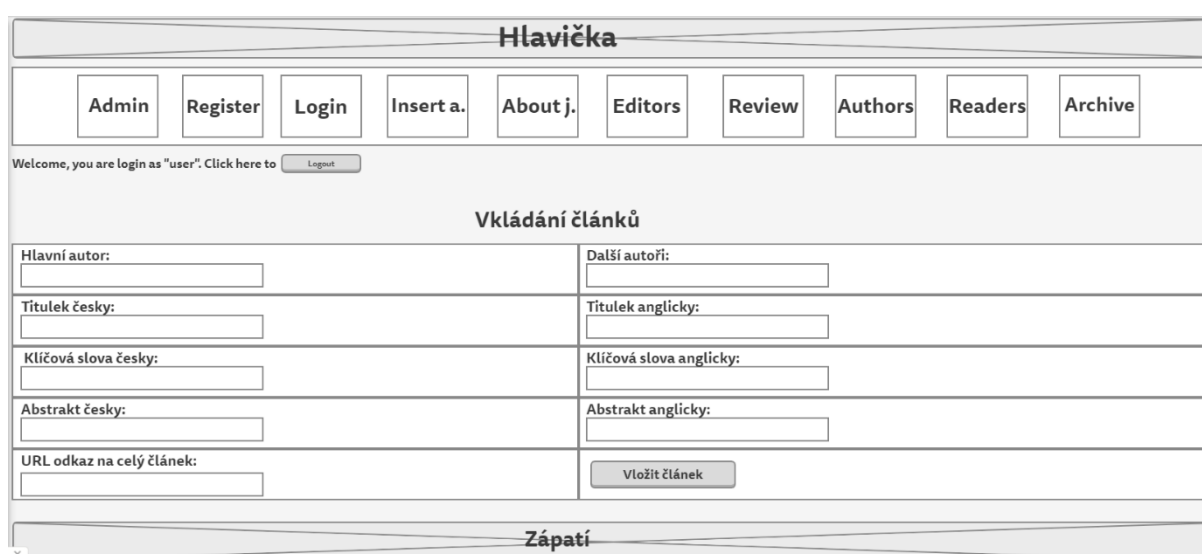 Hlavička
Admin Register Login Insert a. About j. Editors Review Authors Readers Archive
Welcome, you are login as "user". Click here to Logout
Vkládání článků
Hlavní autor: Další autoři:
Titulek česky: Titulek anglicky:
Klíčová slova česky: Klíčová slova anglicky:
Abstrakt česky: Abstrakt anglicky:
URL odkaz na celý článek: Vložit článek
Zápatí